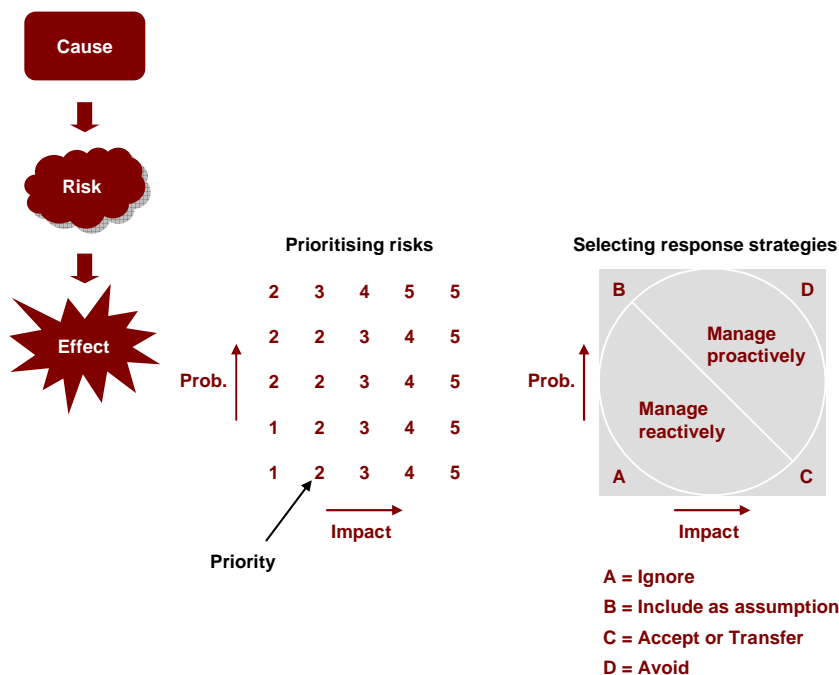 Cause
Risk
Effect
Prioritising risks
2 3 4 5 5
2 2 3 4 5
2 2 3 4 5
1 2 3 4 5
1 2 3 4 5
Prob.
Impact
Priority
Selecting response strategies
B
D
Manage
proactively
Prob.
Manage
reactively
A
C
Impact
A = Ignore
B = Include as assumption
C = Accept or Transfer
D = Avoid